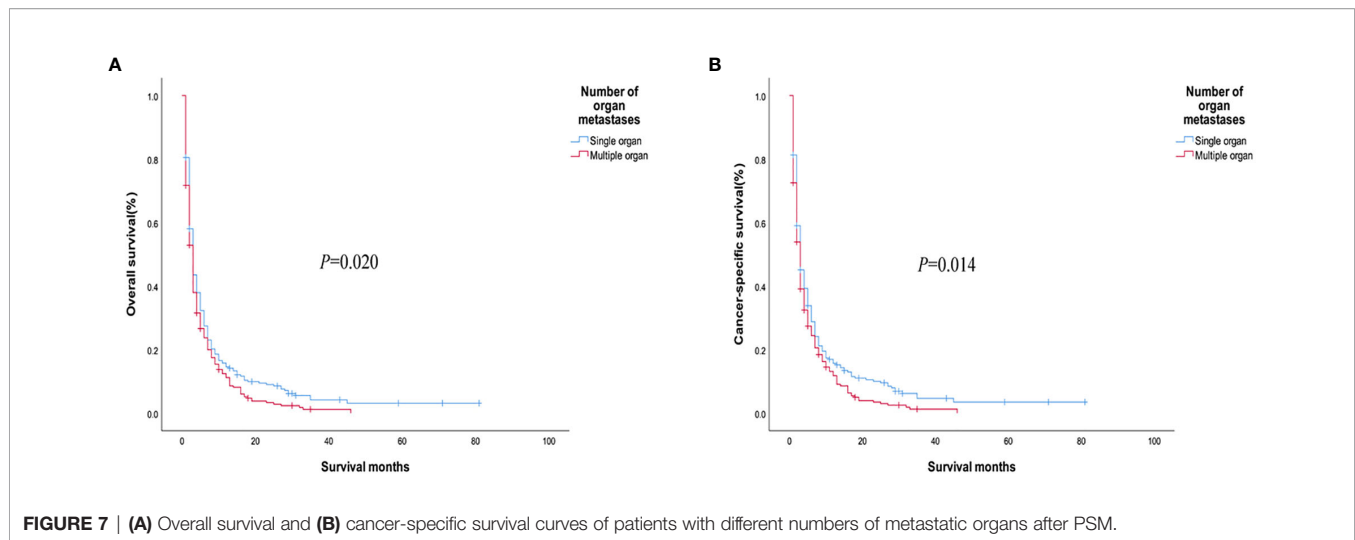 A
Number of
organ
metastases
Single organ
Multiple organ
Overall survival(%)
1.0
0.8
0.6
0.4
0.2
0.0
P=0.020
0 20 40 60 80 100
Survival months
B
Number of
organ
metastases
Single organ
Multiple organ
Cancer-specific survival(%)
1.0
0.8
0.6
0.4
0.2
0.0
P=0.014
0 20 40 60 80 100
Survival months
FIGURE 7 | (A) Overall survival and (B) cancer-specific survival curves of patients with different numbers of metastatic organs after PSM.